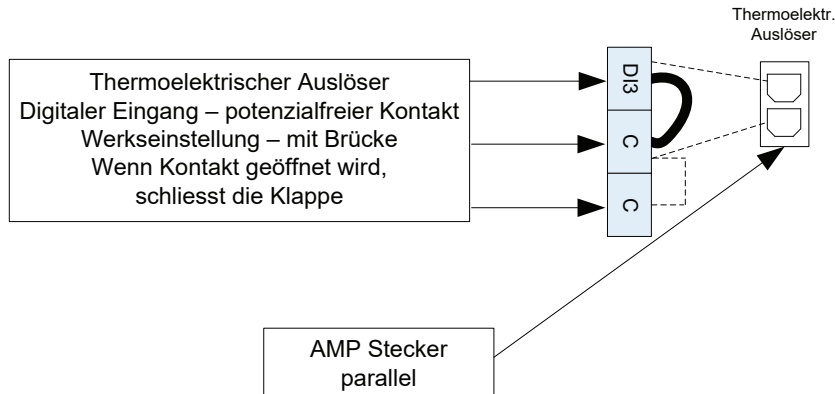 Thermoelektr.
Auslöser
Thermoelektrischer Auslöser
Digitaler Eingang – potenzialfreier Kontakt
Werkseinstellung – mit Brücke
Wenn Kontakt geöffnet wird,
schliesst die Klappe
DI3
C
C
AMP Stecker
parallel